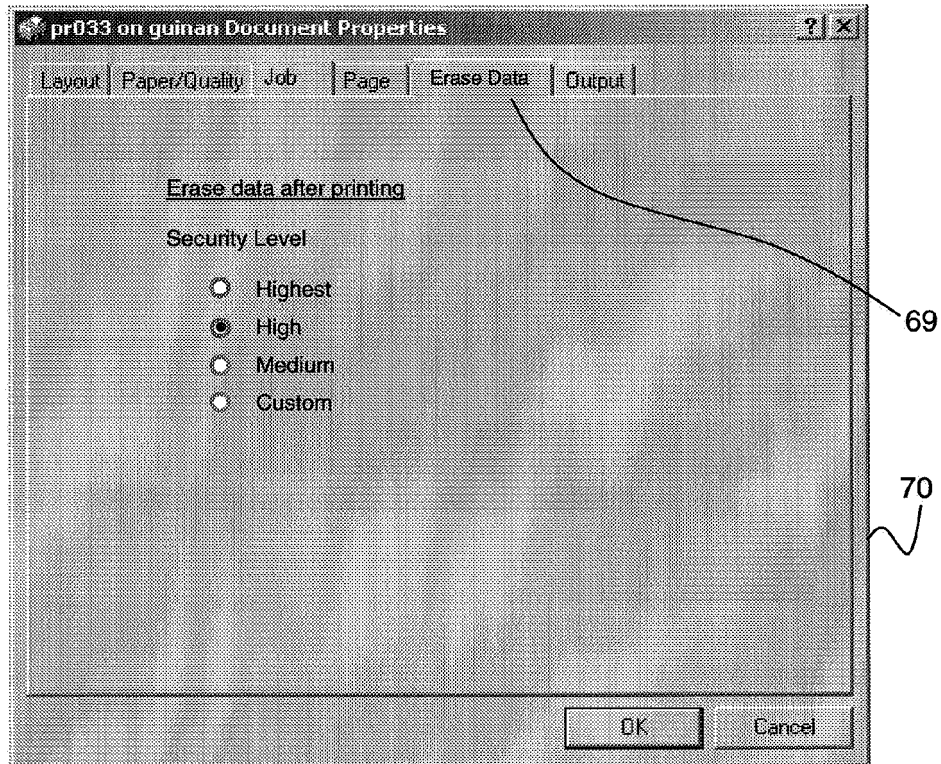 pr033 on guinan Document Properties ? ×
Layout Paper/Quality Job Page Erase Data Output
Erase data after printing
Security Level
Highest
High
Medium
Custom
69
70
OK Cancel